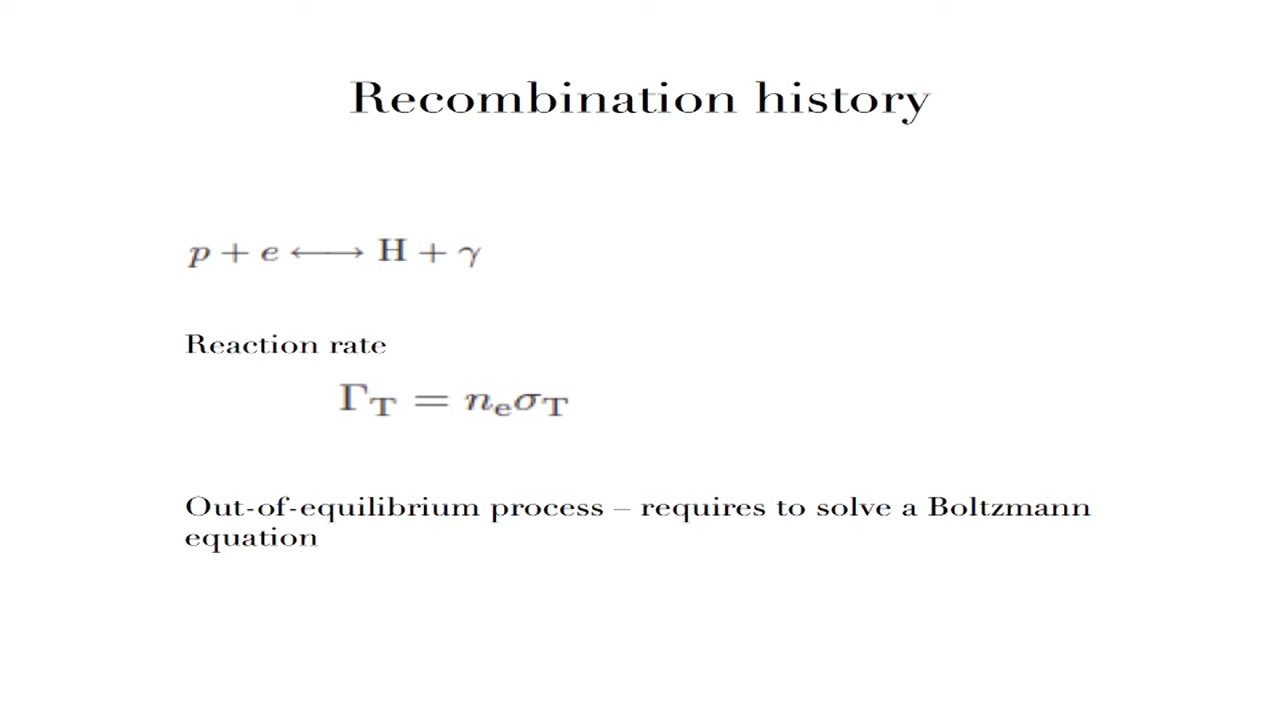 Recombination history
p + e ⟷ H + γ
Reaction rate
Γ_T = n_e σ_T
Out-of-equilibrium process – requires to solve a Boltzmann
equation